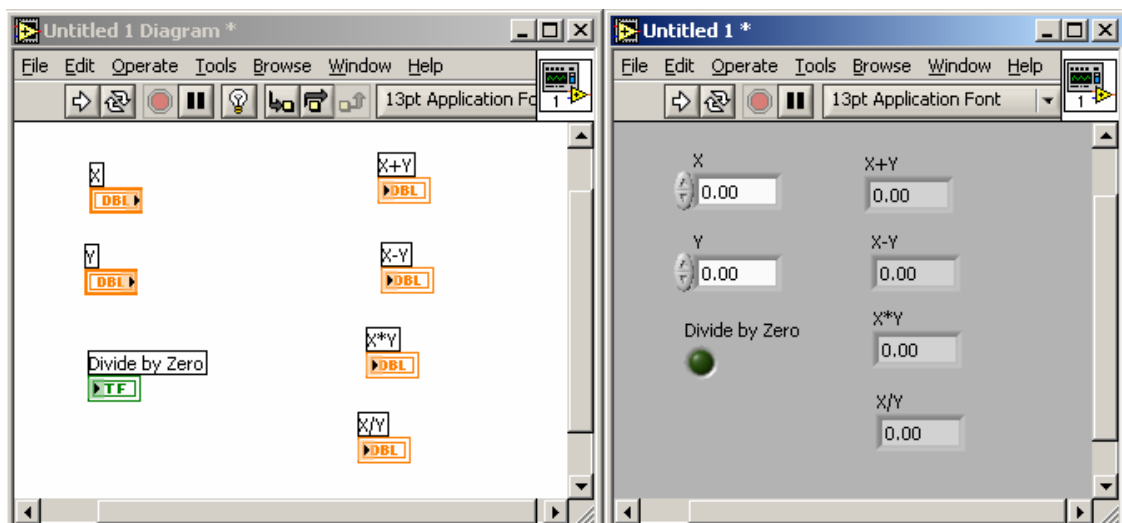 Untitled 1 Diagram *
File Edit Operate Tools Browse Window Help
13pt Application Fo
1
X
DBL
Y
DBL
Divide by Zero
TF
X+Y
DBL
X-Y
DBL
X*Y
DBL
X/Y
DBL
Untitled 1 *
File Edit Operate Tools Browse Window Help
13pt Application Font
1
X
0.00
Y
0.00
Divide by Zero
X+Y
0.00
X-Y
0.00
X*Y
0.00
X/Y
0.00